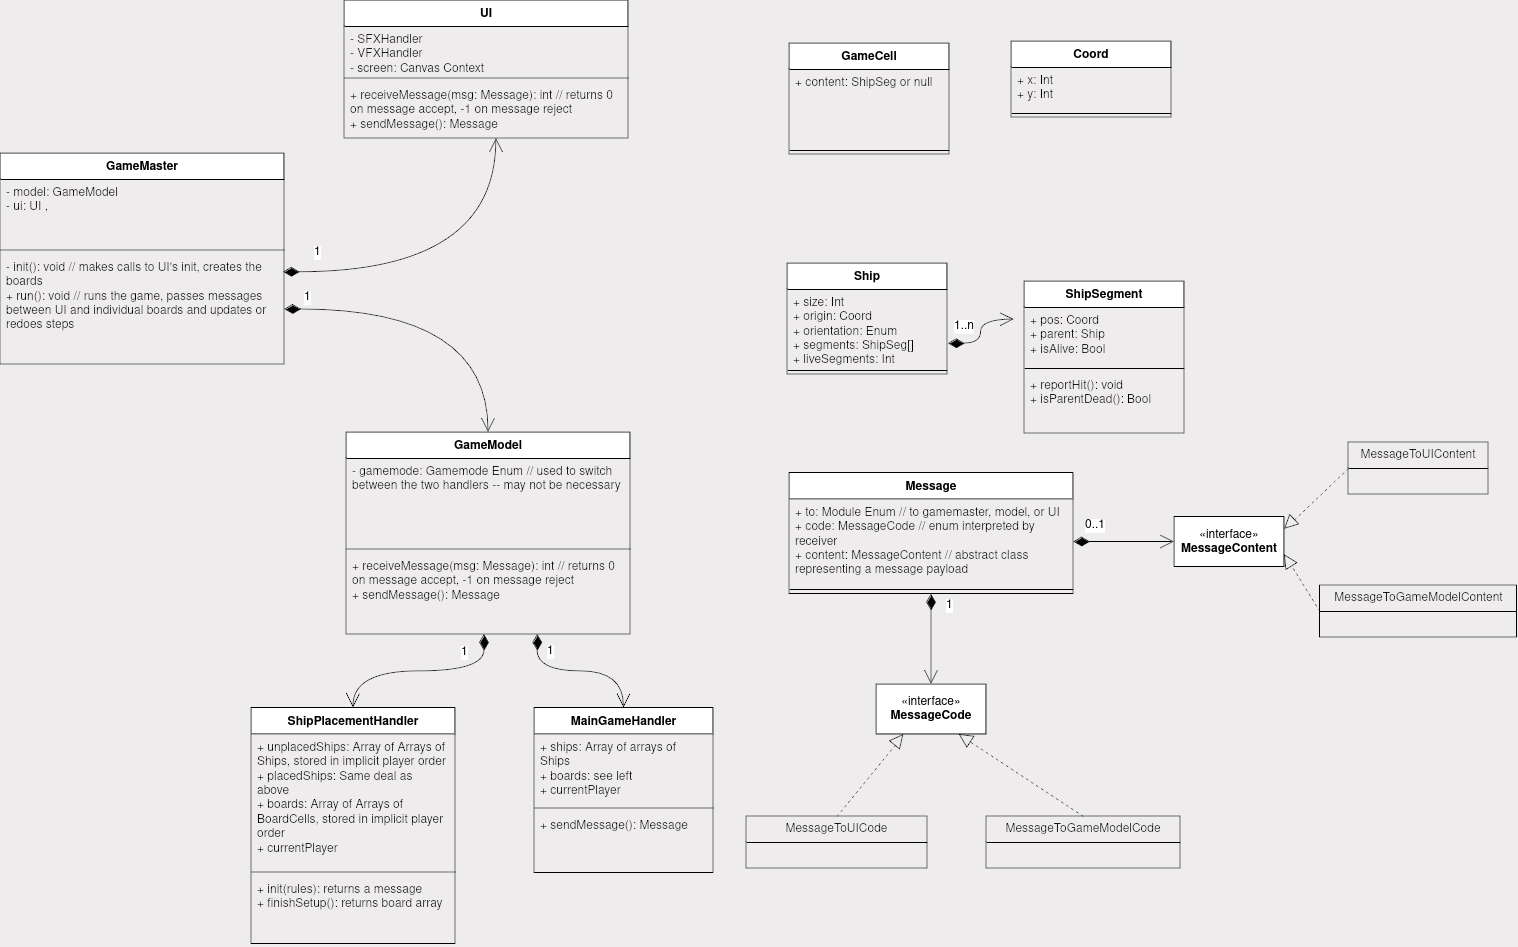 UI
- SFXHandler
- VFXHandler
- screen: Canvas Context
+ receiveMessage(msg: Message): int // returns 0
on message accept, -1 on message reject
+ sendMessage(): Message
GameMaster
- model: GameModel
- ui: UI ,
- init(): void // makes calls to UI's init, creates the
boards
+ run(): void // runs the game, passes messages
between UI and individual boards and updates or
redoes steps
1
1
GameModel
- gamemode: Gamemode Enum // used to switch
between the two handlers -- may not be necessary
+ receiveMessage(msg: Message): int // returns 0
on message accept, -1 on message reject
+ sendMessage(): Message
1
1
ShipPlacementHandler
+ unplacedShips: Array of Arrays of
Ships, stored in implicit player order
+ placedShips: Same deal as
above
+ boards: Array of Arrays of
BoardCells, stored in implicit player
order
+ currentPlayer
+ init(rules): returns a message
+ finishSetup(): returns board array
MainGameHandler
+ ships: Array of arrays of
Ships
+ boards: see left
+ currentPlayer
+ sendMessage(): Message
GameCell
+ content: ShipSeg or null
Coord
+ x: Int
+ y: Int
Ship
+ size: Int
+ origin: Coord
+ orientation: Enum
+ segments: ShipSeg[]
+ liveSegments: Int
1..n
ShipSegment
+ pos: Coord
+ parent: Ship
+ isAlive: Bool
+ reportHit(): void
+ isParentDead(): Bool
Message
+ to: Module Enum // to gamemaster, model, or UI
+ code: MessageCode // enum interpreted by
receiver
+ content: MessageContent // abstract class
representing a message payload
0..1
1
«interface»
MessageContent
MessageToUIContent
MessageToGameModelContent
«interface»
MessageCode
MessageToUICode
MessageToGameModelCode